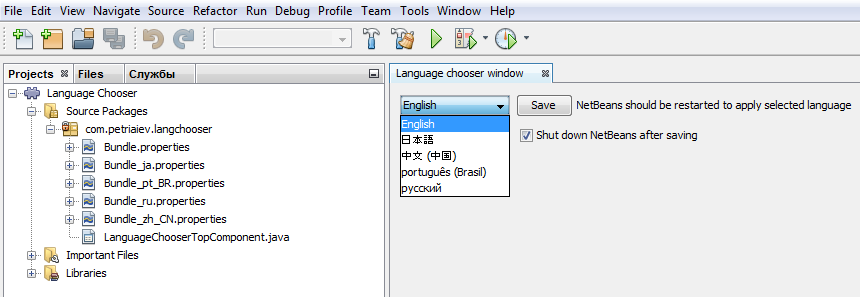 File Edit View Navigate Source Refactor Run Debug Profile Team Tools Window Help
Projects Files Службы
Language Chooser
Source Packages
com.petriaiev.langchooser
Bundle.properties
Bundle_ja.properties
Bundle_pt_BR.properties
Bundle_ru.properties
Bundle_zh_CN.properties
LanguageChooserTopComponent.java
Important Files
Libraries
Language chooser window
English Save NetBeans should be restarted to apply selected language
Shut down NetBeans after saving
English
日本語
中文 (中国)
português (Brasil)
русский